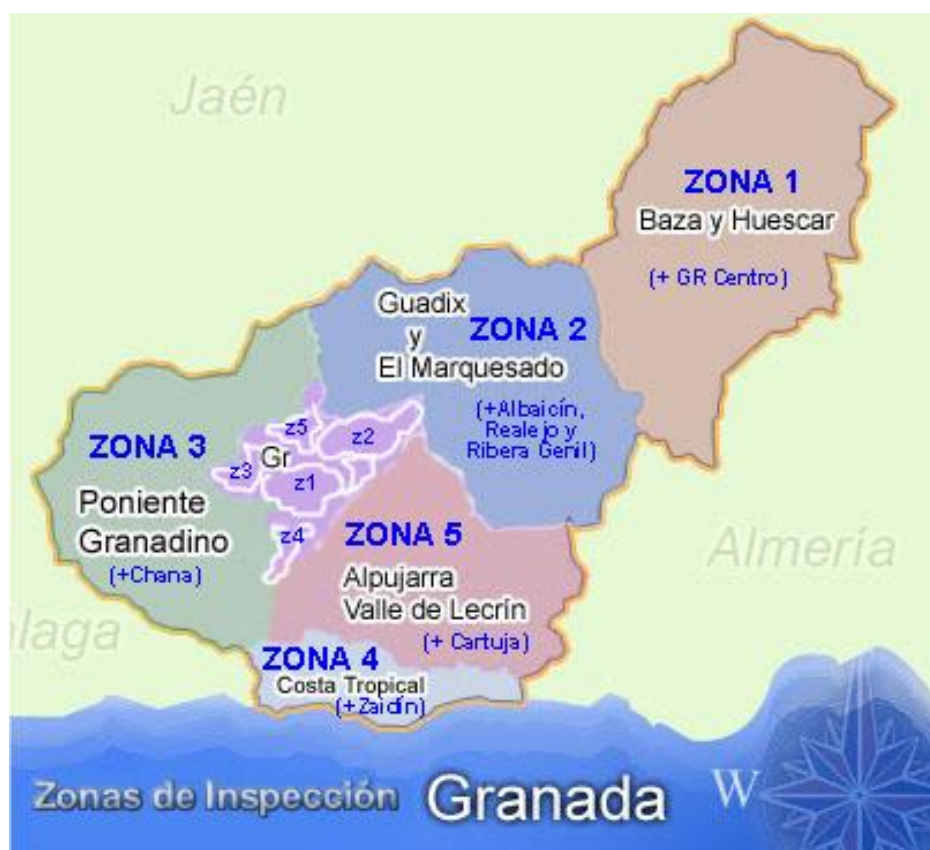 Jaén
ZONA 1
Baza y Huescar
(+ GR Centro)
Guadix
y
El Marquesado
ZONA 2
(+Albaicín,
Realejo y
Ribera Genil)
ZONA 3
Poniente
Granadino
(+Chana)
z5
z2
Gr
z3
z1
z4
ZONA 5
Alpujarra
Valle de Lecrín
(+ Cartuja)
Almería
laga
ZONA 4
Costa Tropical
(+Zaidín)
Zonas de Inspección Granada
W